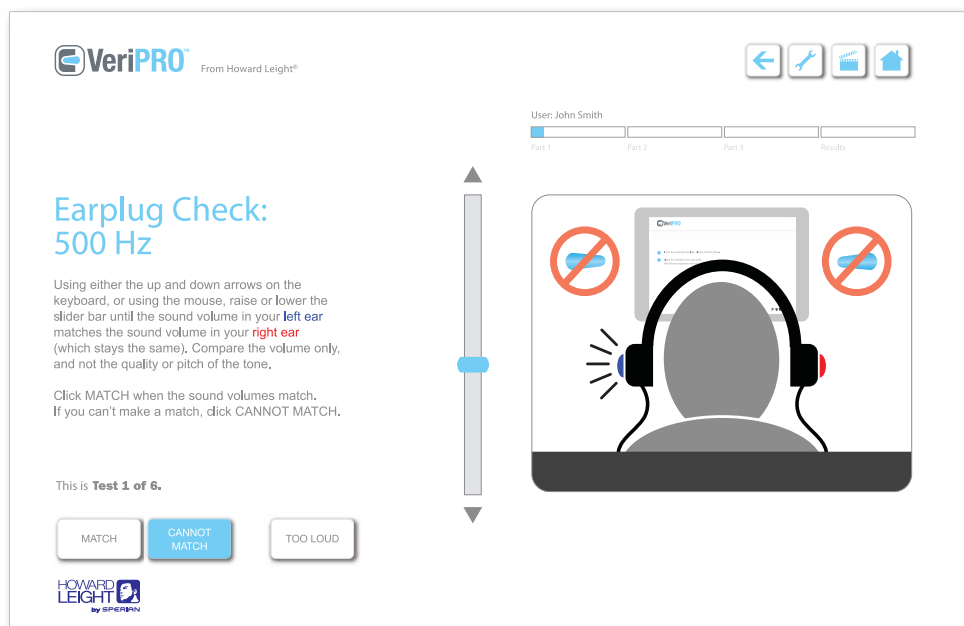 VeriPRO™ From Howard Leight®
User: John Smith
Part 1 Part 2 Part 3 Results
Earplug Check:
500 Hz
Using either the up and down arrows on the
keyboard, or using the mouse, raise or lower the
slider bar until the sound volume in your left ear
matches the sound volume in your right ear
(which stays the same). Compare the volume only,
and not the quality or pitch of the tone.
Click MATCH when the sound volumes match.
If you can't make a match, click CANNOT MATCH.
This is Test 1 of 6.
MATCH
CANNOT
MATCH
TOO LOUD
VeriPRO
HOWARD
LEIGHT
by SPERIAN